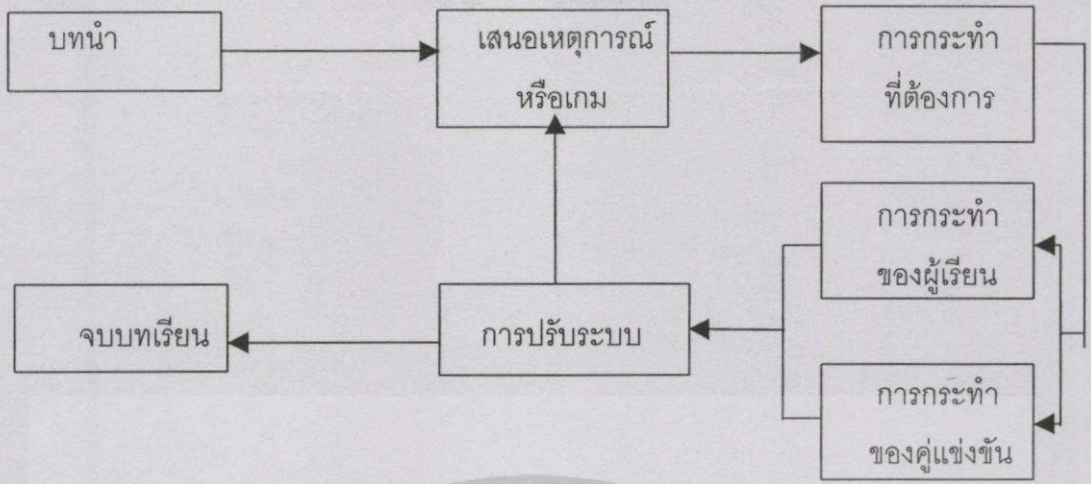 บทนำ
เสนอเหตุการณ์
หรือเกม
การกระทำ
ที่ต้องการ
การกระทำ
ของผู้เรียน
การปรับระบบ
จบบทเรียน
การกระทำ
ของคู่แข่งขัน